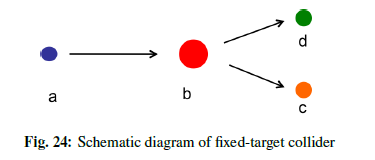 d
a
b
c
Fig. 24: Schematic diagram of fixed-target collider